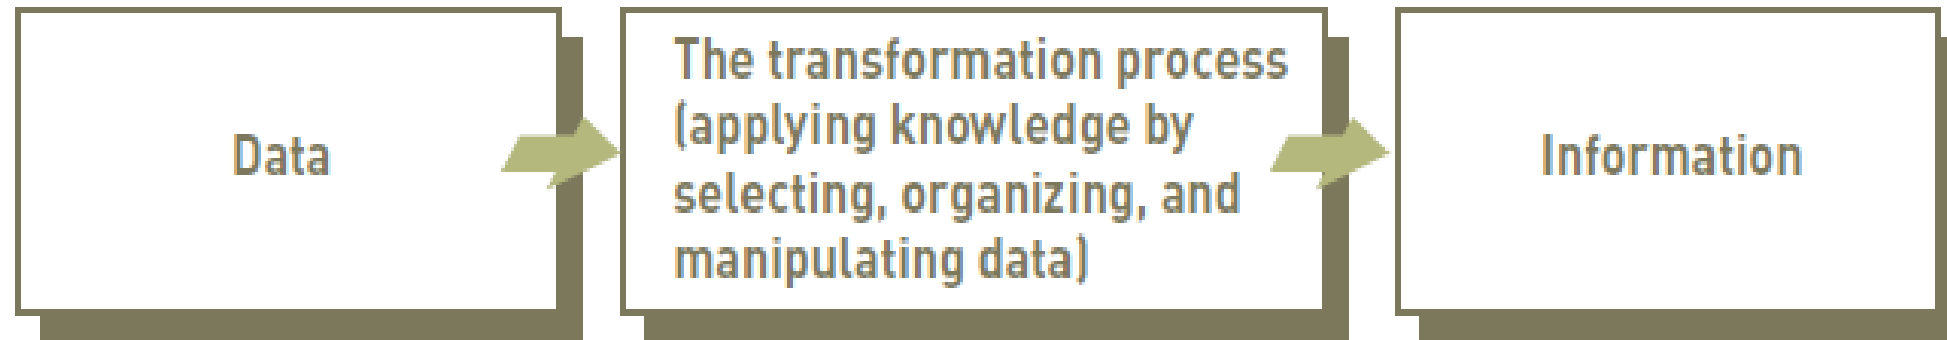 Data
The transformation process
(applying knowledge by
selecting, organizing, and
manipulating data)
Information